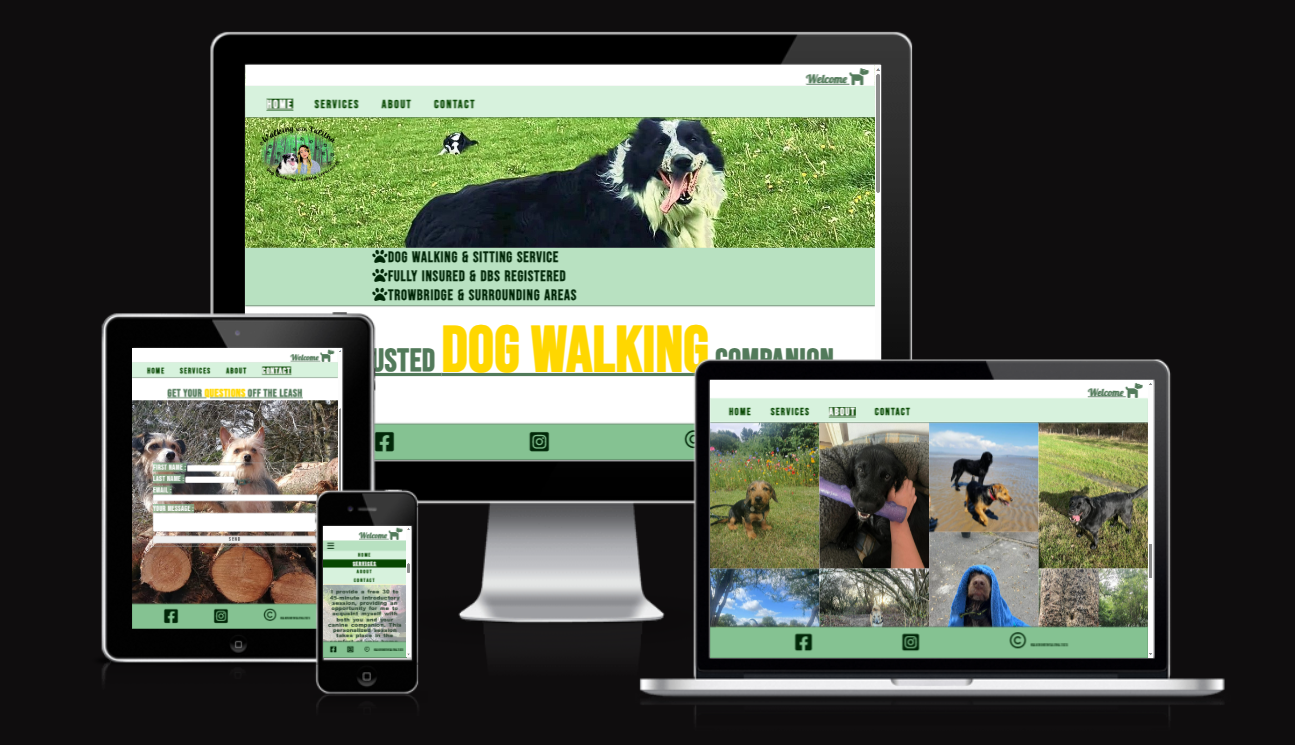 Welcome
HOME SERVICES ABOUT CONTACT
Walking with Tatiana
DOG WALKING & SITTING SERVICE
FULLY INSURED & DBS REGISTERED
TROWBRIDGE & SURROUNDING AREAS
USTED DOG WALKING COMPANION
©
Welcome
HOME SERVICES ABOUT CONTACT
GET YOUR QUESTIONS OFF THE LEASH
FIRST NAME :
LAST NAME :
EMAIL :
YOUR MESSAGE :
SEND
©
Welcome
HOME
SERVICES
ABOUT
CONTACT
I provide a free 30 to
45-minute introductory
session, providing an
opportunity for me to
acquaint myself with
both you and your
canine companion. This
personalized session
takes place in the
©
Welcome
HOME SERVICES ABOUT CONTACT
©